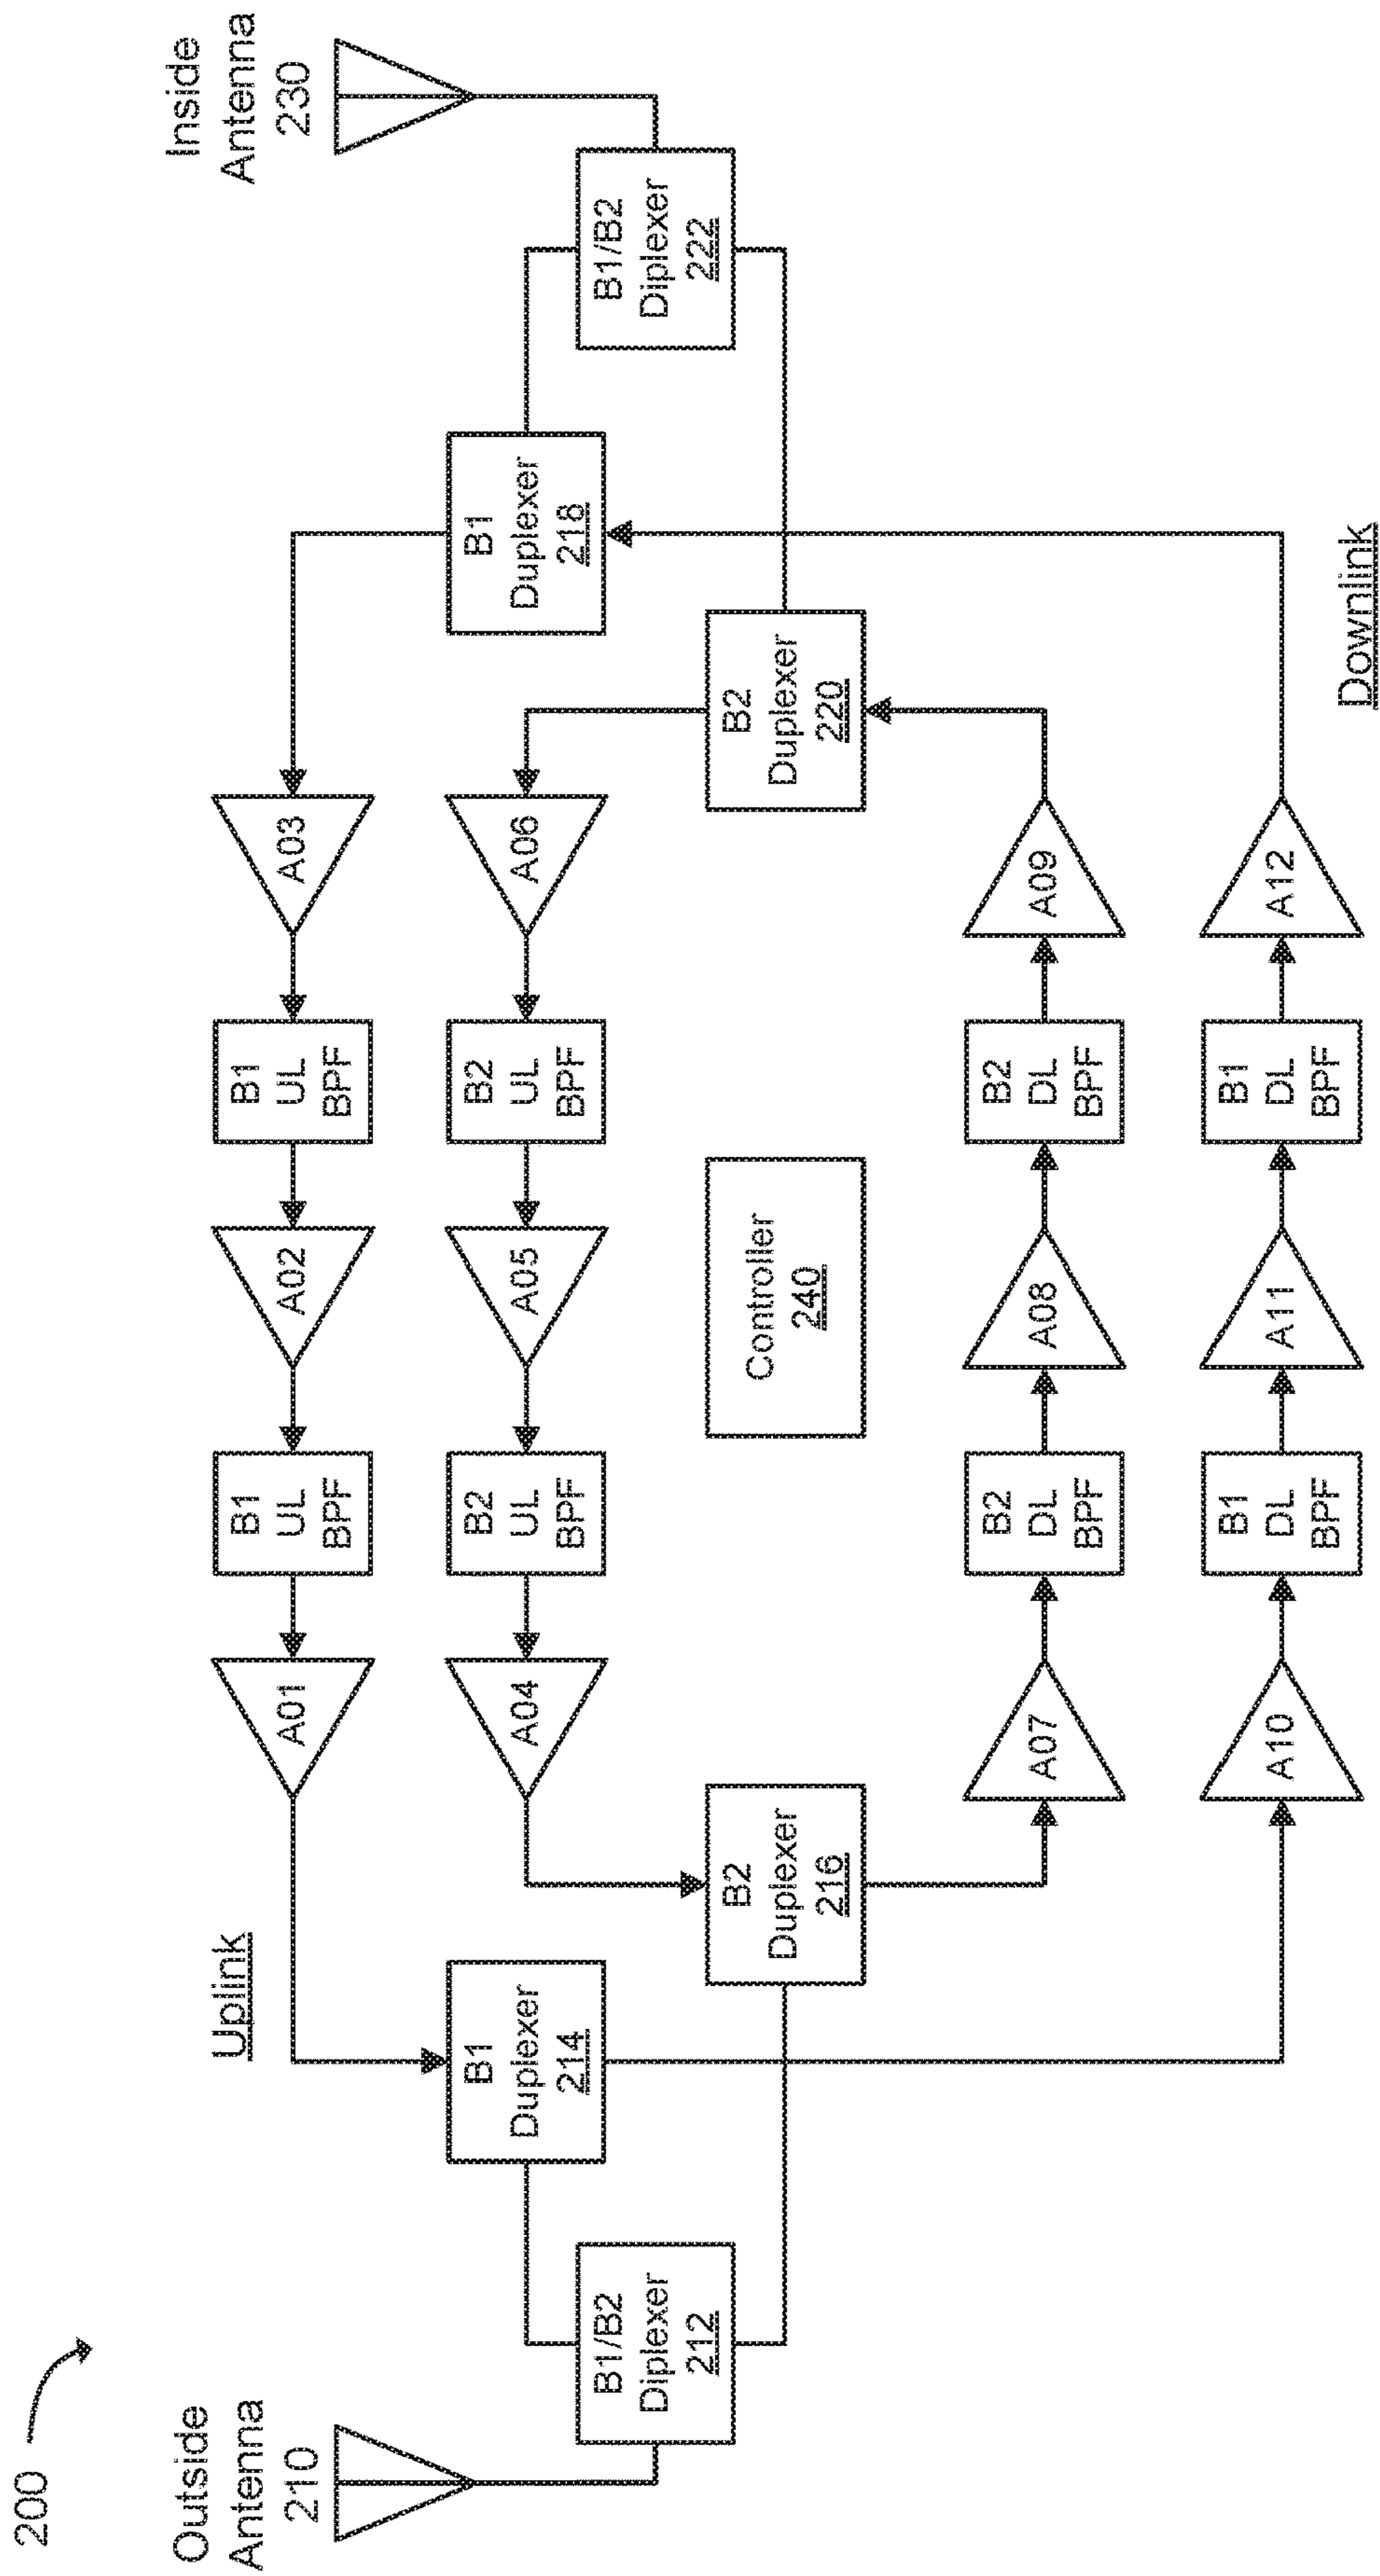 200
Outside
Antenna
210
Inside
Antenna
230
Uplink
A01
B1
UL
BPF
A02
B1
UL
BPF
A03
A04
B2
UL
BPF
A05
B2
UL
BPF
A06
B1/B2
Diplexer
212
B1
Duplexer
214
B2
Duplexer
216
Controller
240
B2
Duplexer
220
B1
Duplexer
218
B1/B2
Diplexer
222
A07
B2
DL
BPF
A08
B2
DL
BPF
A09
A10
B1
DL
BPF
A11
B1
DL
BPF
A12
Downlink